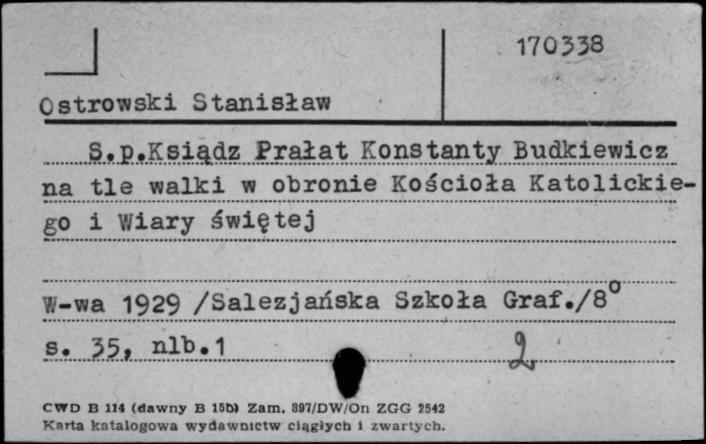 170338
Ostrowski Stanisław
S.p.Ksiądz Prałat Konstanty Budkiewicz
na tle walki w obronie Kościoła Katolickie-
go i Wiary świętej
W-wa 1929 /Salezjańska Szkoła Graf./8°
s. 35, nlb.1
2
CWD B 114 (dawny B 15b) Zam. 397/DW/On ZGG 2542
Karta katalogowa wydawnictw ciągłych i zwartych.